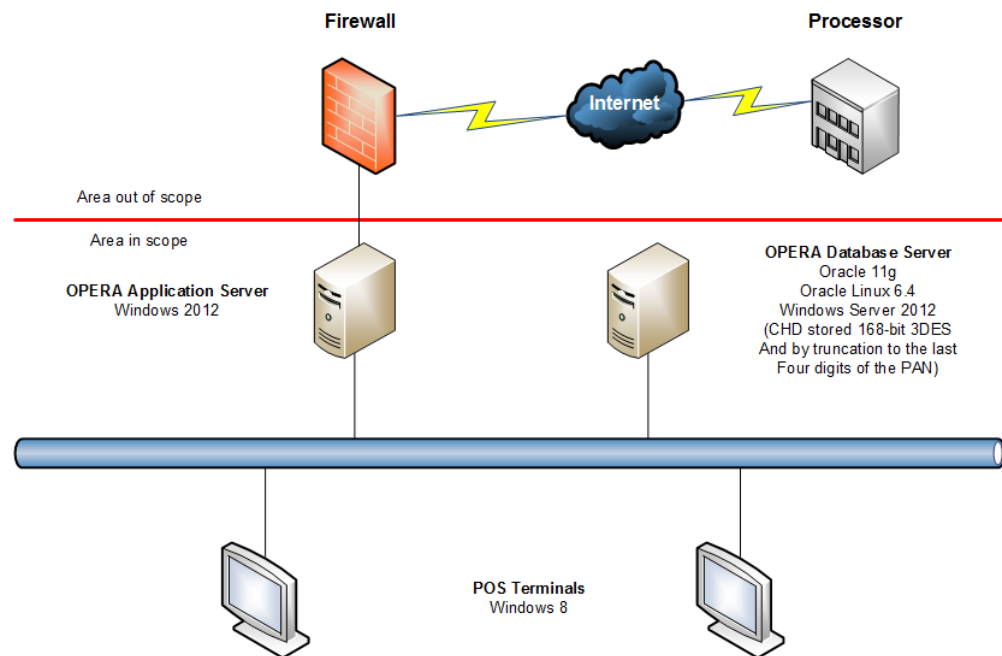 Firewall
Processor
Internet
Area out of scope
Area in scope
OPERA Application Server
Windows 2012
OPERA Database Server
Oracle 11g
Oracle Linux 6.4
Windows Server 2012
(CHD stored 168-bit 3DES
And by truncation to the last
Four digits of the PAN)
POS Terminals
Windows 8